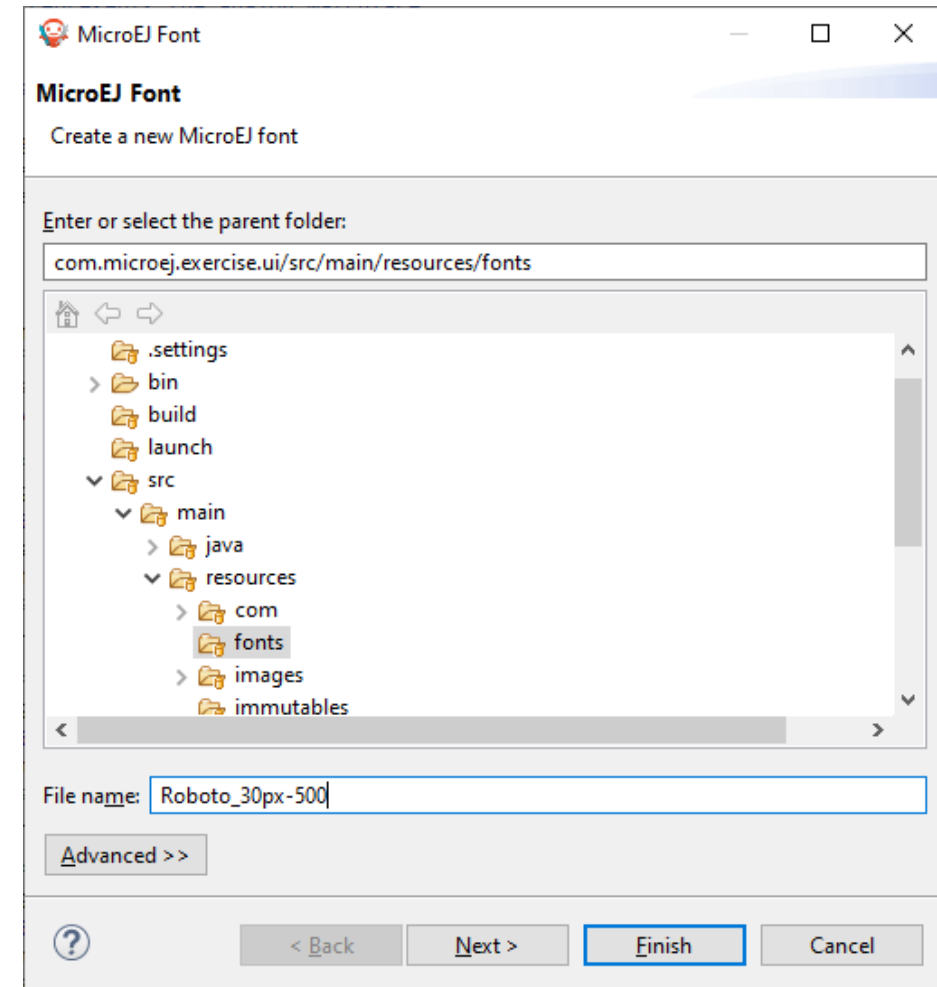 MicroEJ Font
MicroEJ Font
Create a new MicroEJ font
Enter or select the parent folder:
com.microej.exercise.ui/src/main/resources/fonts
.settings
bin
build
launch
src
main
java
resources
com
fonts
images
immutables
File name: Roboto_30px-500
Advanced >>
? < Back Next > Finish Cancel